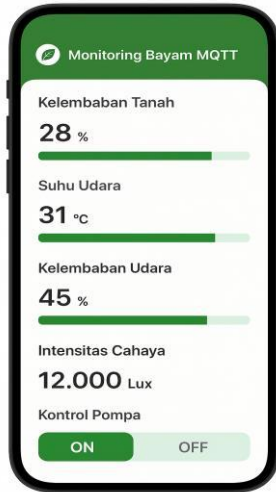 Monitoring Bayam MQTT
Kelembaban Tanah
28 %
Suhu Udara
31 °C
Kelembaban Udara
45 %
Intensitas Cahaya
12.000 Lux
Kontrol Pompa
ON OFF